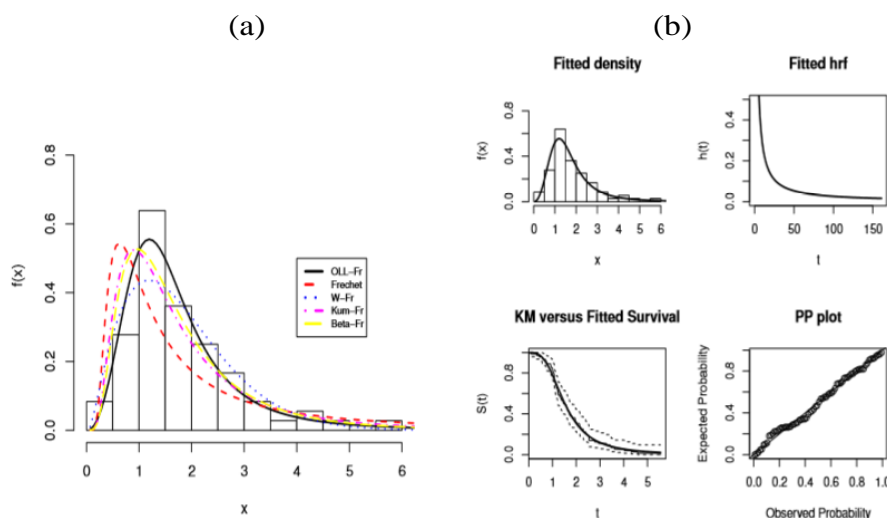 (a)
f(x)
0.8
0.6
0.4
0.2
0.0
OLL-Fr
Frechet
W-Fr
Kum-Fr
Beta-Fr
0 1 2 3 4 5 6
x
(b)
Fitted density
f(x)
0.8
0.4
0.0
0 1 2 3 4 5 6
x
Fitted hrf
h(t)
0.4
0.2
0.0
0 50 100 150
t
KM versus Fitted Survival
S(t)
0.8
0.4
0.0
0 1 2 3 4 5
t
PP plot
Expected Probability
0.8
0.4
0.0
0.0 0.2 0.4 0.6 0.8 1.0
Observed Probability